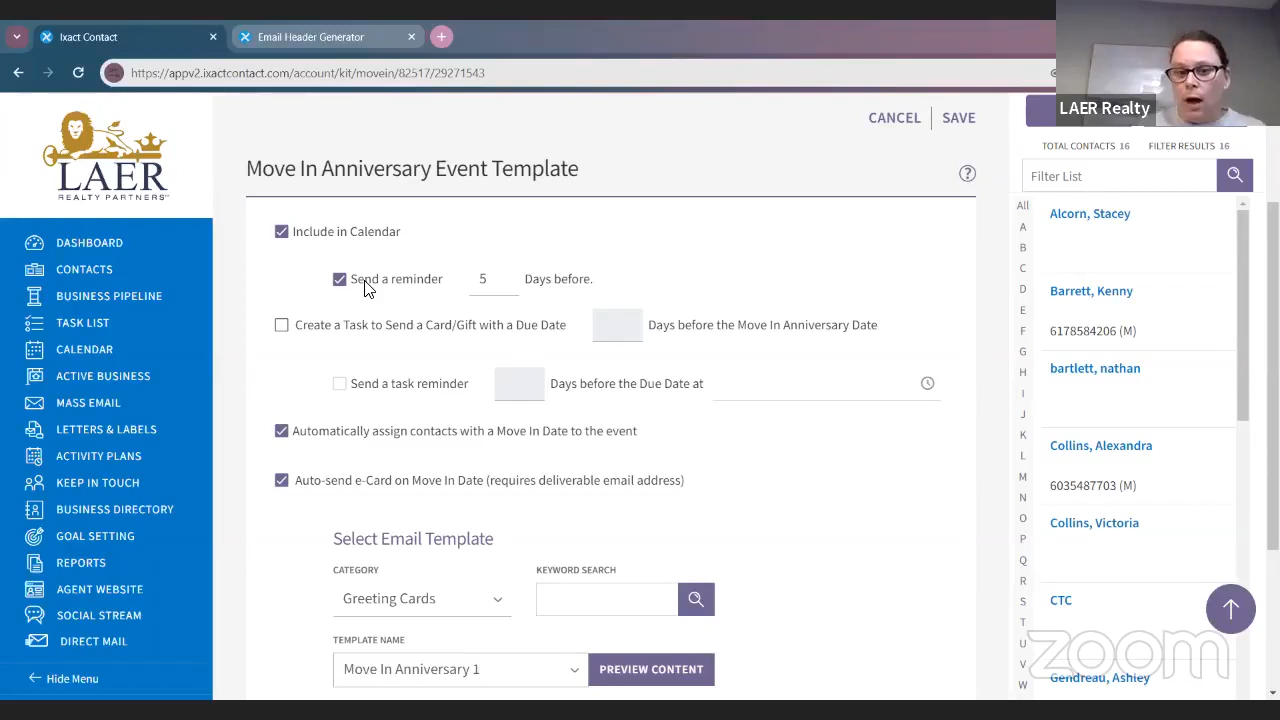 Ixact Contact
Email Header Generator
https://appv2.ixactcontact.com/account/kit/movein/82517/29271543
LAER Realty
LAER
REALTY PARTNERS
DASHBOARD
CONTACTS
BUSINESS PIPELINE
TASK LIST
CALENDAR
ACTIVE BUSINESS
MASS EMAIL
LETTERS & LABELS
ACTIVITY PLANS
KEEP IN TOUCH
BUSINESS DIRECTORY
GOAL SETTING
REPORTS
AGENT WEBSITE
SOCIAL STREAM
DIRECT MAIL
Hide Menu
CANCEL SAVE
Move In Anniversary Event Template
Include in Calendar
Send a reminder 5 Days before.
Create a Task to Send a Card/Gift with a Due Date Days before the Move In Anniversary Date
Send a task reminder Days before the Due Date at
Automatically assign contacts with a Move In Date to the event
Auto-send e-Card on Move In Date (requires deliverable email address)
Select Email Template
CATEGORY KEYWORD SEARCH
Greeting Cards
TEMPLATE NAME
Move In Anniversary 1 PREVIEW CONTENT
TOTAL CONTACTS 16 FILTER RESULTS 16
Filter List
All
A
B
C
D
E
F
G
H
I
J
K
L
M
N
O
P
Q
R
S
T
U
V
W
Alcorn, Stacey
Barrett, Kenny
6178584206 (M)
bartlett, nathan
Collins, Alexandra
6035487703 (M)
Collins, Victoria
CTC
Gendreau, Ashley
zoom